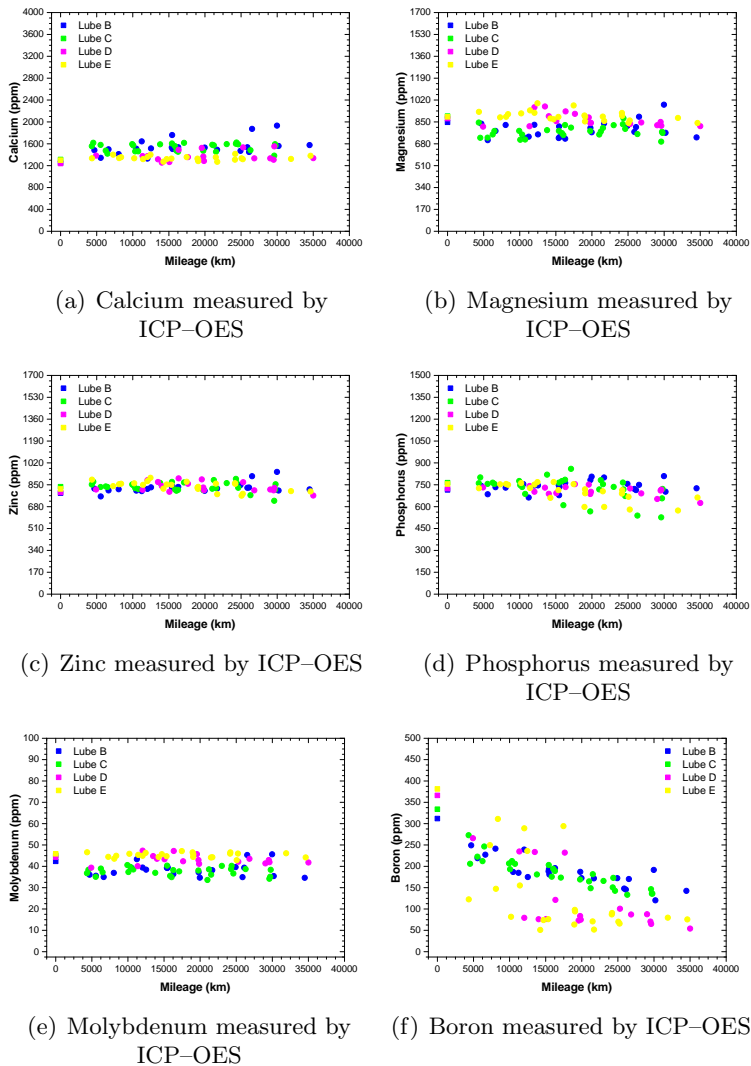 4000
3600
3200
2800
2400
2000
1600
1200
800
400
0
Calcium (ppm)
Lube B
Lube C
Lube D
Lube E
0 5000 10000 15000 20000 25000 30000 35000 40000
Mileage (km)
(a) Calcium measured by
ICP–OES
1700
1530
1360
1190
1020
850
680
510
340
170
0
Magnesium (ppm)
Lube B
Lube C
Lube D
Lube E
0 5000 10000 15000 20000 25000 30000 35000 40000
Mileage (km)
(b) Magnesium measured by
ICP–OES
1700
1530
1360
1190
1020
850
680
510
340
170
0
Zinc (ppm)
Lube B
Lube C
Lube D
Lube E
0 5000 10000 15000 20000 25000 30000 35000 40000
Mileage (km)
(c) Zinc measured by ICP–OES
1500
1350
1200
1050
900
750
600
450
300
150
0
Phosphorus (ppm)
Lube B
Lube C
Lube D
Lube E
0 5000 10000 15000 20000 25000 30000 35000 40000
Mileage (km)
(d) Phosphorus measured by
ICP–OES
100
90
80
70
60
50
40
30
20
10
0
Molybdenum (ppm)
Lube B
Lube C
Lube D
Lube E
0 5000 10000 15000 20000 25000 30000 35000 40000
Mileage (km)
(e) Molybdenum measured by
ICP–OES
500
450
400
350
300
250
200
150
100
50
0
Boron (ppm)
Lube B
Lube C
Lube D
Lube E
0 5000 10000 15000 20000 25000 30000 35000 40000
Mileage (km)
(f) Boron measured by ICP–OES